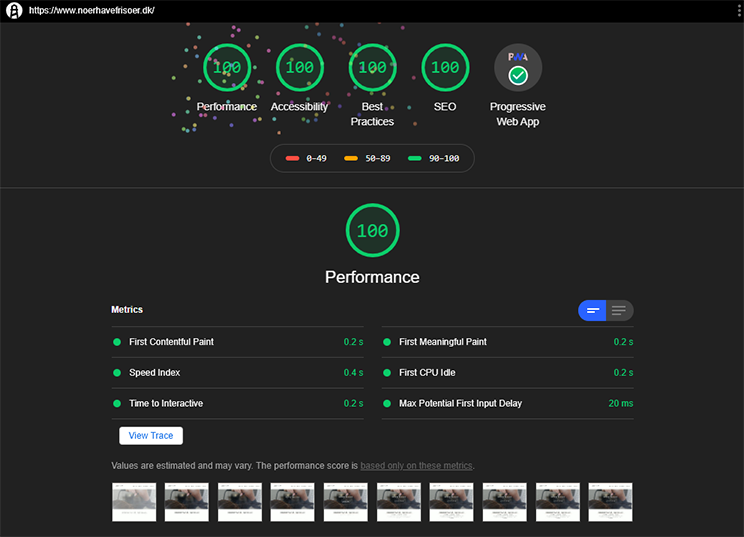 https://www.noerhavefrisoer.dk/
100 100 100 100 PWA
Performance Accessibility Best Practices SEO Progressive Web App
0-49 50-89 90-100
100
Performance
Metrics
First Contentful Paint 0.2 s
First Meaningful Paint 0.2 s
Speed Index 0.4 s
First CPU Idle 0.2 s
Time to Interactive 0.2 s
Max Potential First Input Delay 20 ms
View Trace
Values are estimated and may vary. The performance score is based only on these metrics.